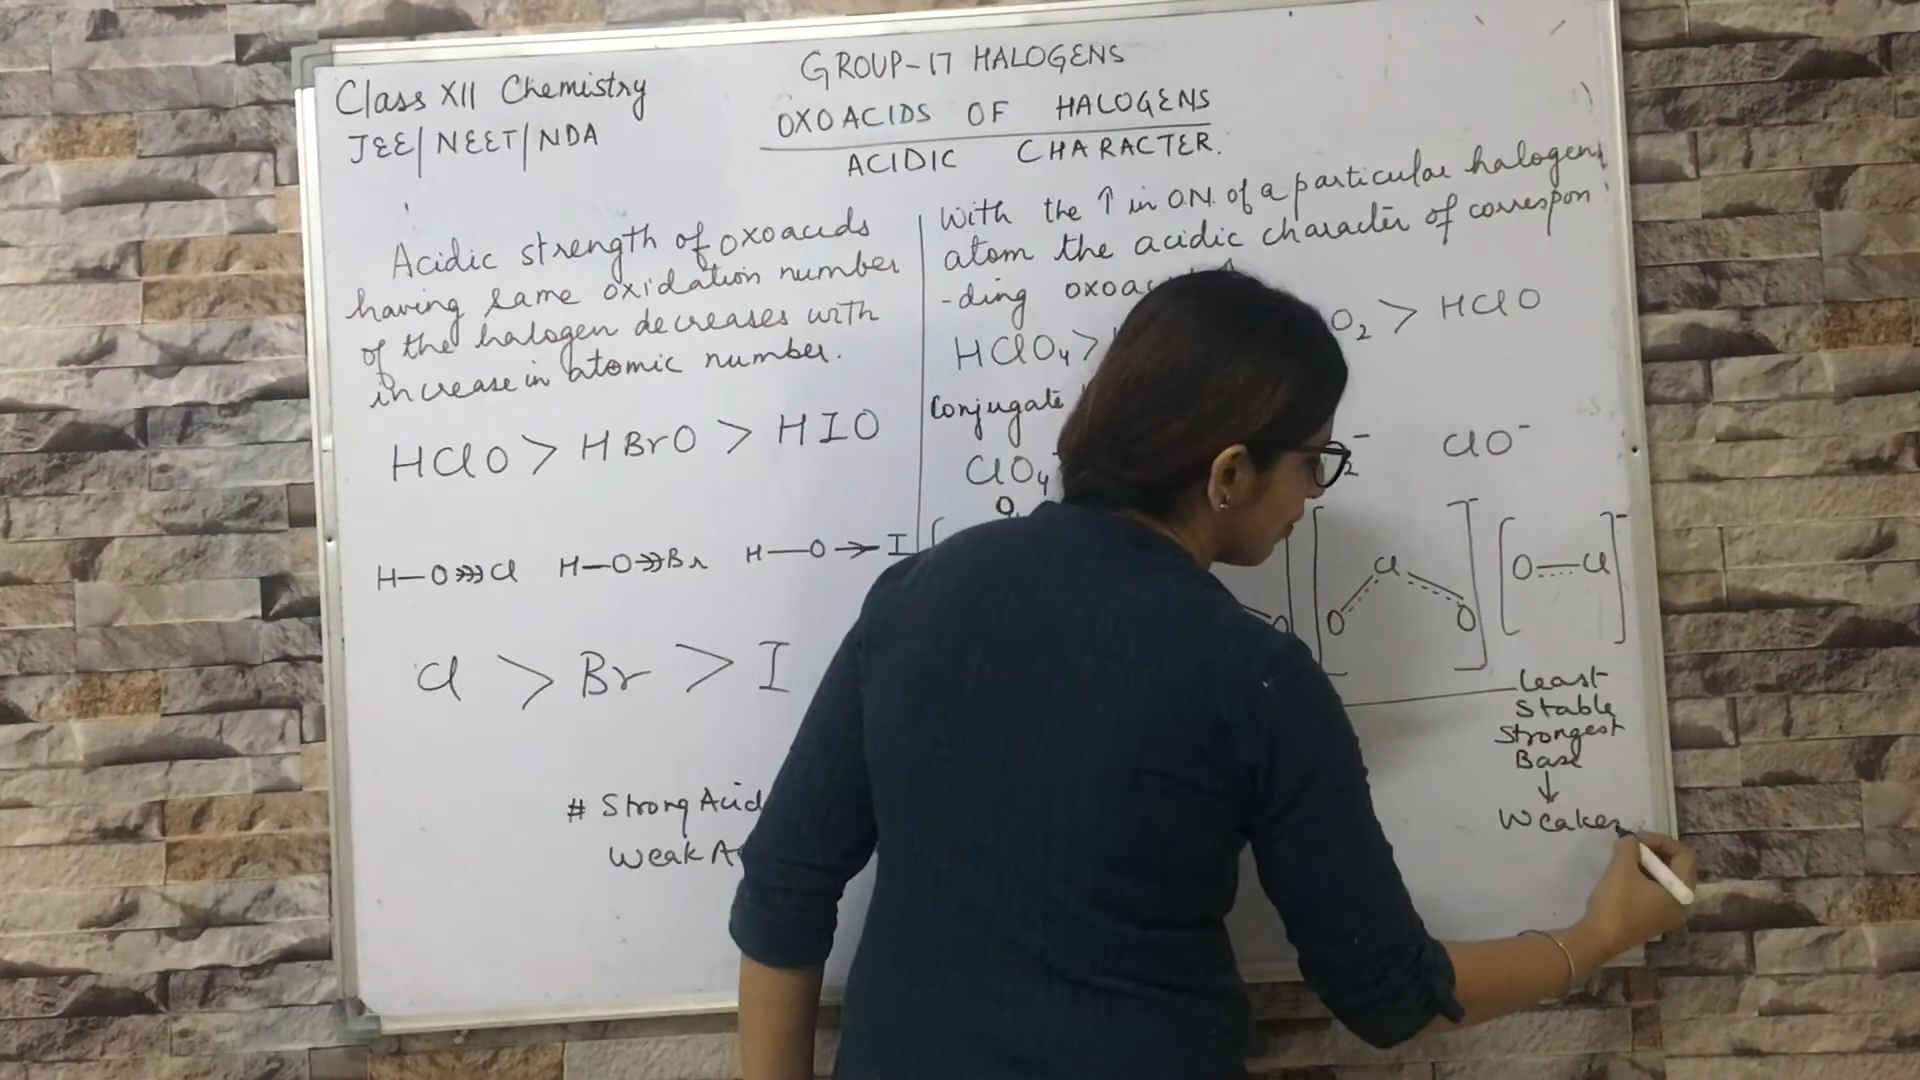 Class XII Chemistry
JEE/NEET/NDA
GROUP-17 HALOGENS
OXOACIDS OF HALOGENS
ACIDIC CHARACTER.
Acidic strength of oxoacids
having same oxidation number
of the halogen decreases with
increase in atomic number.
HClO > HBrO > HIO
H—O⋙Cl H—O⋙Br H—O→I
Cl > Br > I
# Strong Acid
Weak A
With the ↑ in O.N. of a particular halogen
atom the acidic character of correspon
-ding oxoac
HClO₄ > O₂ > HClO
Conjugate
ClO₄⁻ ₂⁻ ClO⁻
O
O Cl O O Cl
Least
Stable
Strongest
Base
↓
Weaker